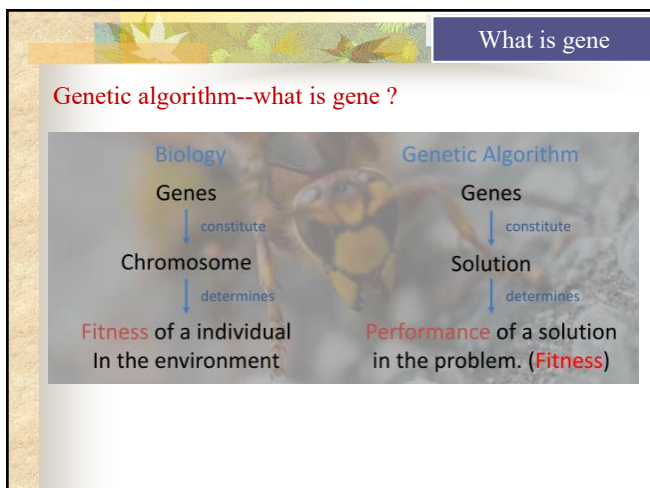 What is gene
Genetic algorithm--what is gene ?
Biology
Genes
constitute
Chromosome
determines
Fitness of a individual
In the environment
Genetic Algorithm
Genes
constitute
Solution
determines
Performance of a solution
in the problem. (Fitness)